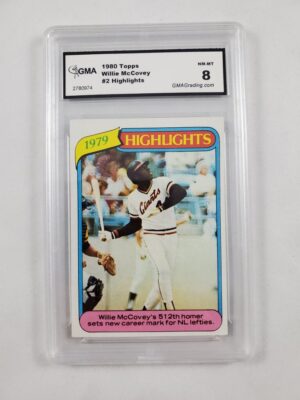 GMA
1980 Topps
Willie McCovey
#2 Highlights
2780974
NM-MT
8
GMAGrading.com
1979 HIGHLIGHTS
Giants
Willie McCovey's 512th homer
sets new career mark for NL lefties.